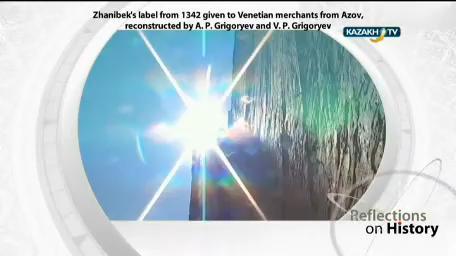 Zhanibek's label from 1342 given to Venetian merchants from Azov,
reconstructed by A. P. Grigoryev and V. P. Grigoryev
KAZAKH TV
Reflections
on History